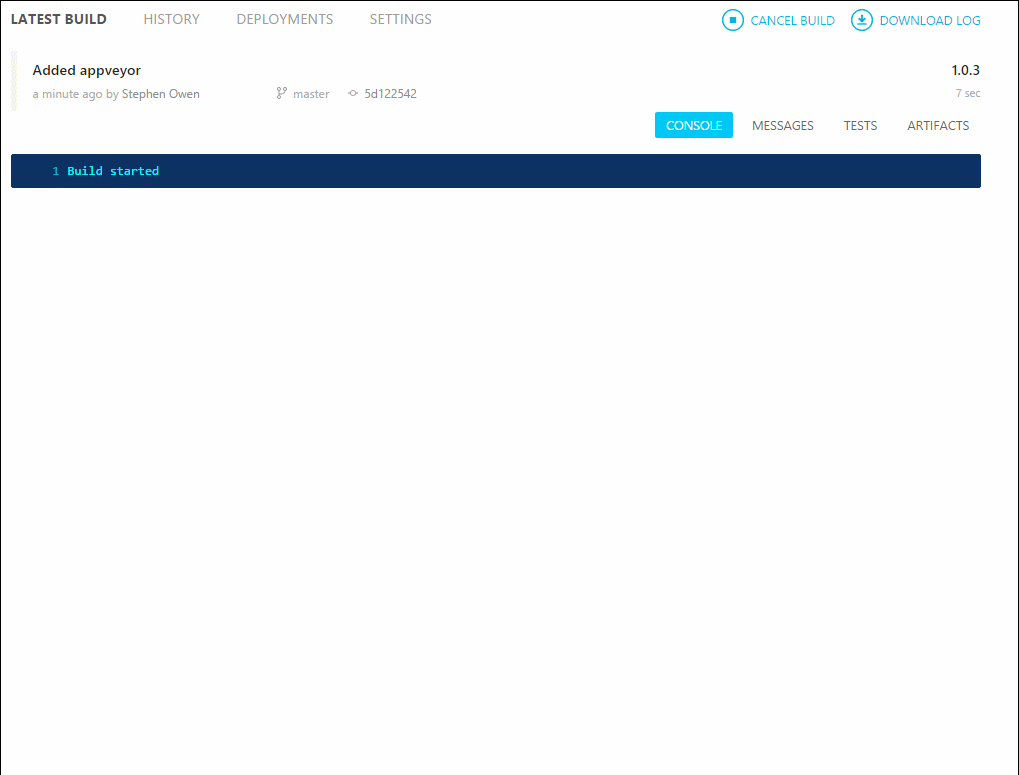 LATEST BUILD HISTORY DEPLOYMENTS SETTINGS CANCEL BUILD DOWNLOAD LOG
Added appveyor 1.0.3
a minute ago by Stephen Owen master 5d122542 7 sec
CONSOLE MESSAGES TESTS ARTIFACTS
1 Build started